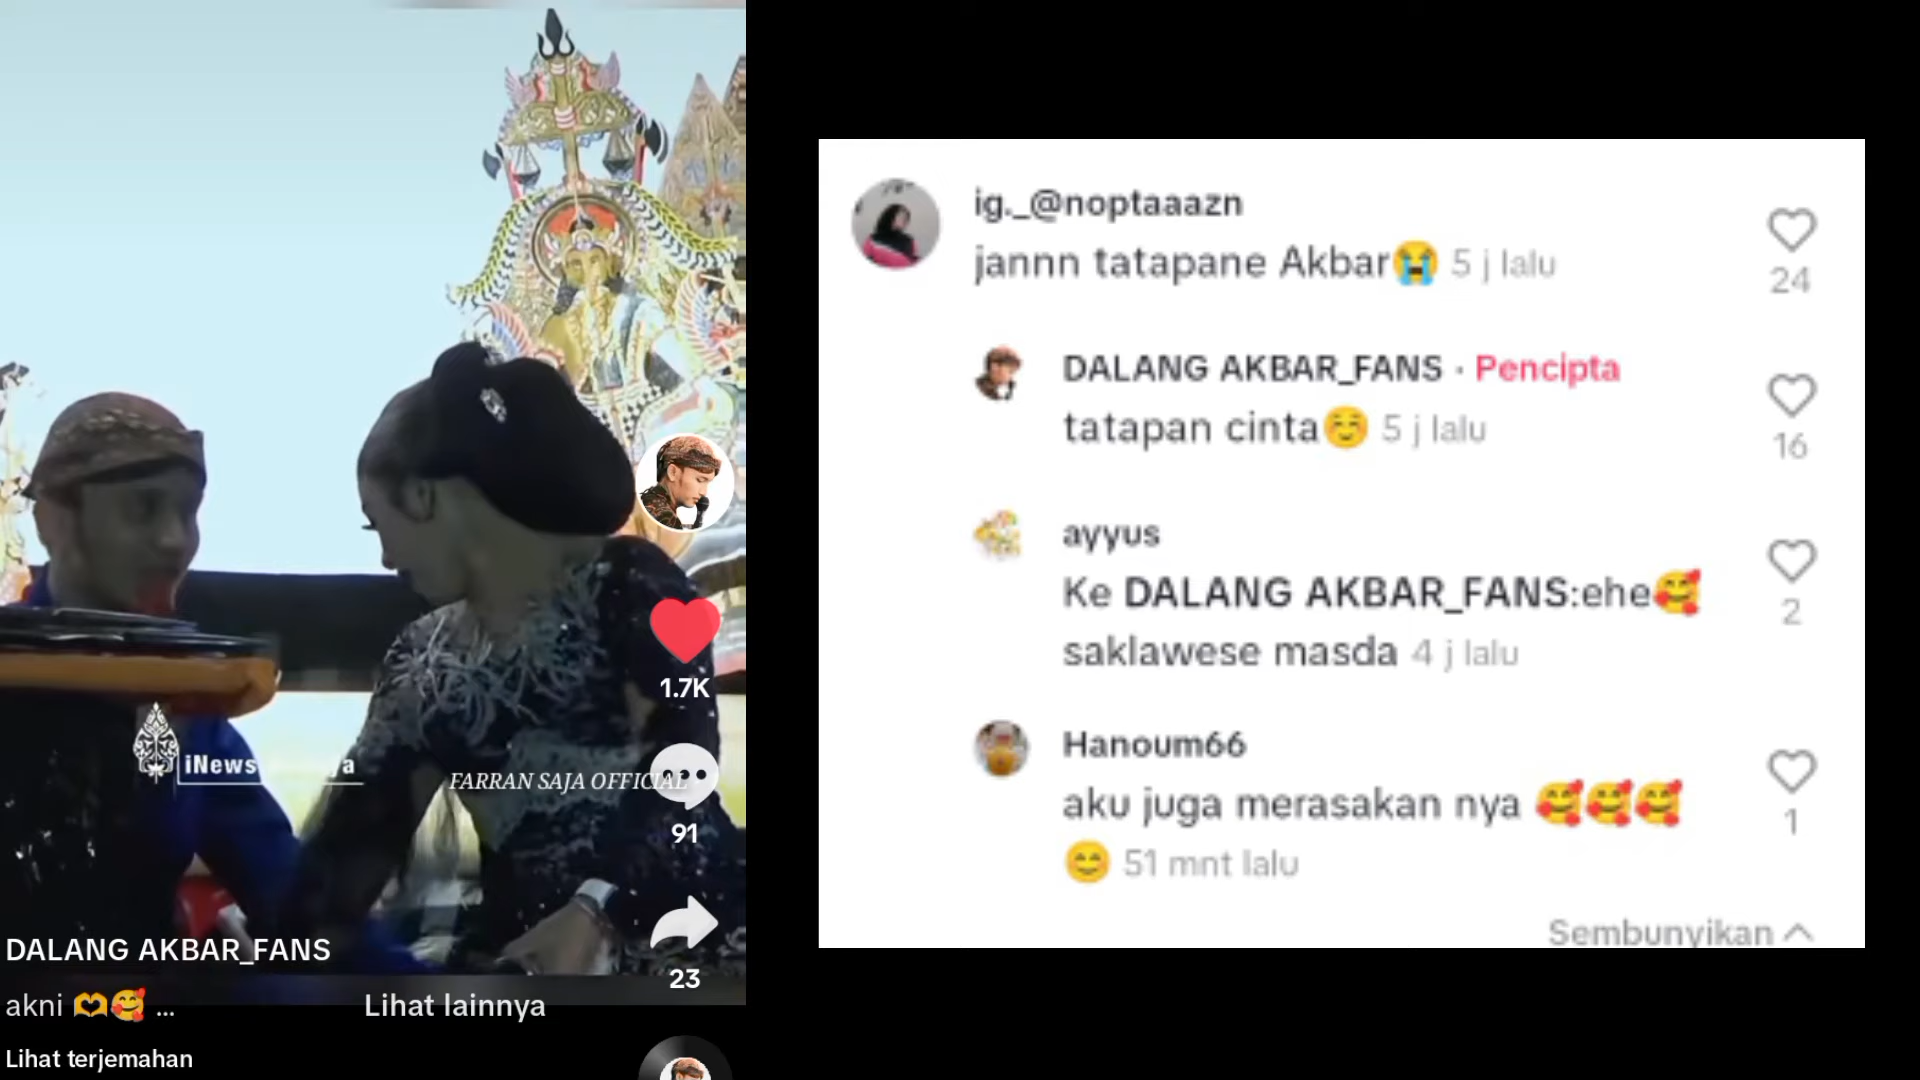 iNews
ya
FARRAN SAJA OFFICIAL
1.7K
91
23
DALANG AKBAR_FANS
akni 🫶🥰 ...
Lihat lainnya
Lihat terjemahan
ig._@noptaaazn
jannn tatapane Akbar😭 5 j lalu
24
DALANG AKBAR_FANS · Pencipta
tatapan cinta☺️ 5 j lalu
16
ayyus
Ke DALANG AKBAR_FANS:ehe🥰
saklawese masda 4 j lalu
2
Hanoum66
aku juga merasakan nya 🥰🥰🥰
😊 51 mnt lalu
1
Sembunyikan